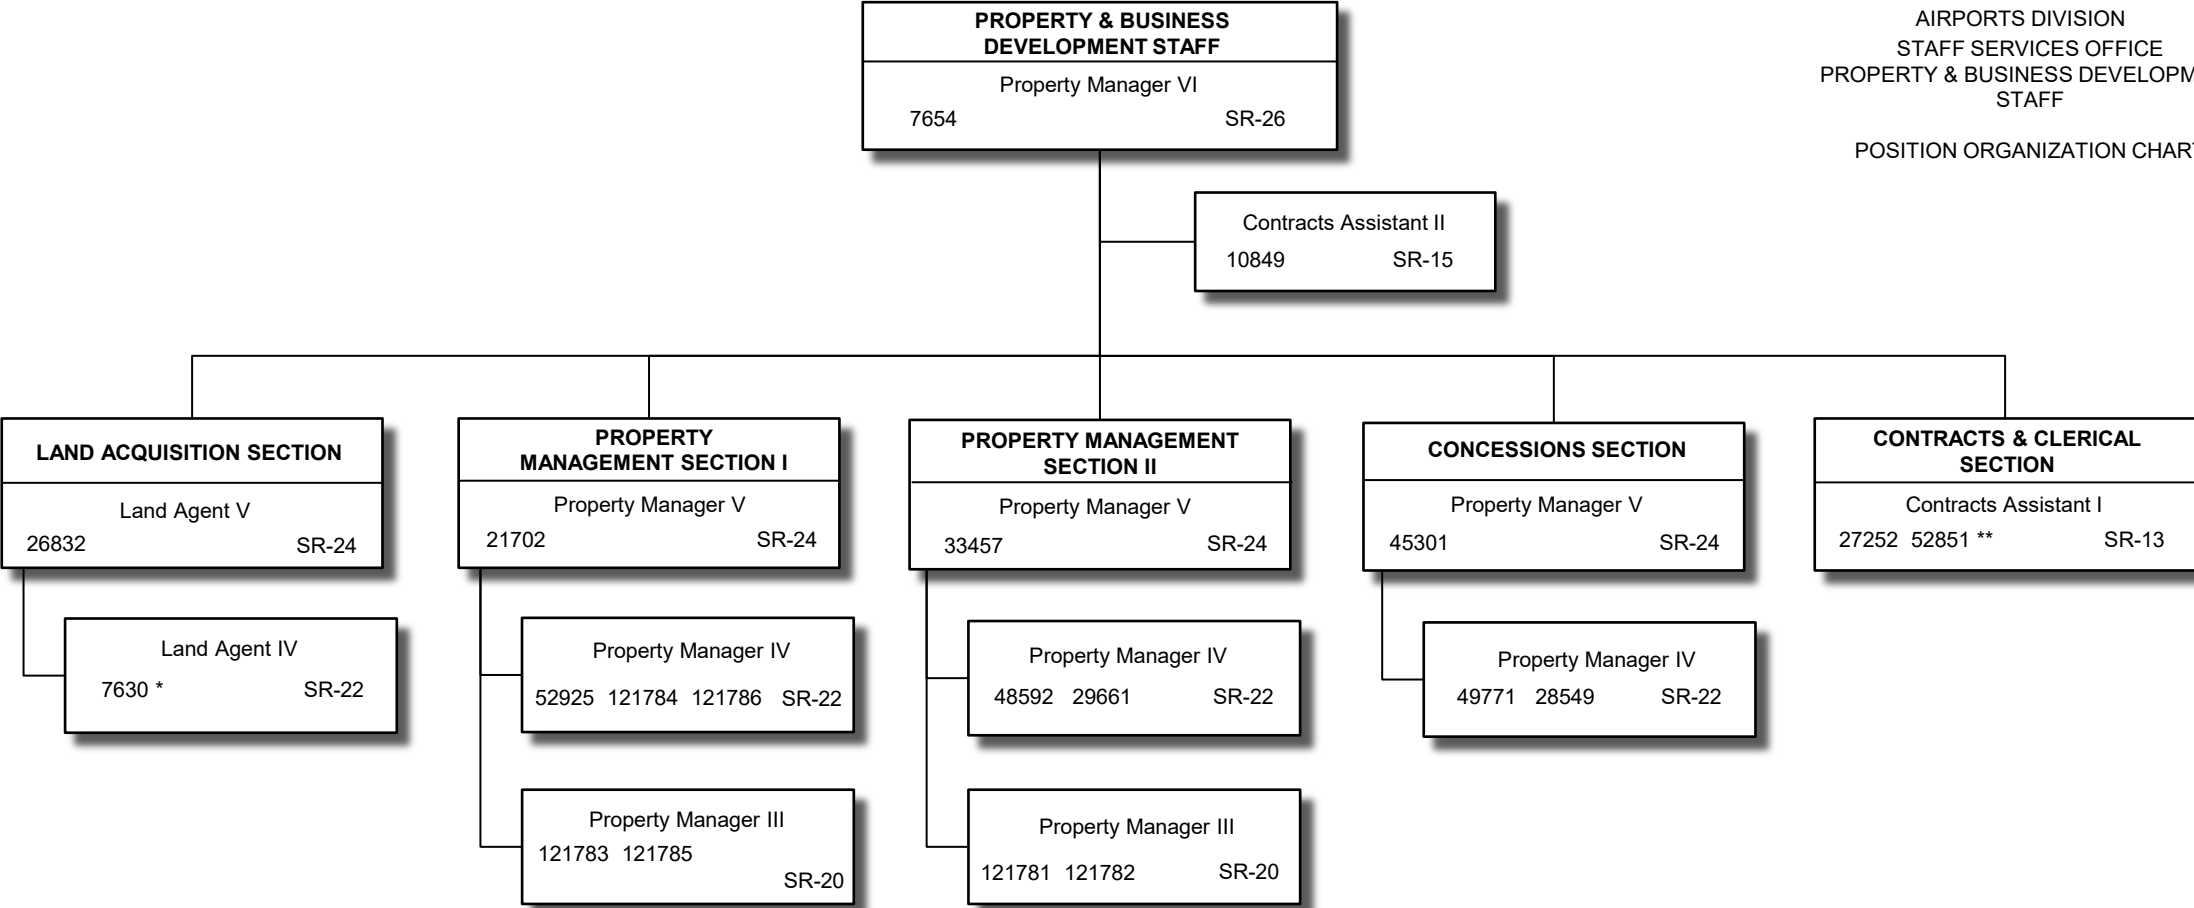 PROPERTY & BUSINESS
DEVELOPMENT STAFF
Property Manager VI
7654 SR-26
AIRPORTS DIVISION
STAFF SERVICES OFFICE
PROPERTY & BUSINESS DEVELOPM
STAFF
POSITION ORGANIZATION CHART
Contracts Assistant II
10849 SR-15
LAND ACQUISITION SECTION
Land Agent V
26832 SR-24
Land Agent IV
7630 * SR-22
PROPERTY
MANAGEMENT SECTION I
Property Manager V
21702 SR-24
Property Manager IV
52925 121784 121786 SR-22
Property Manager III
121783 121785
SR-20
PROPERTY MANAGEMENT
SECTION II
Property Manager V
33457 SR-24
Property Manager IV
48592 29661 SR-22
Property Manager III
121781 121782 SR-20
CONCESSIONS SECTION
Property Manager V
45301 SR-24
Property Manager IV
49771 28549 SR-22
CONTRACTS & CLERICAL
SECTION
Contracts Assistant I
27252 52851 ** SR-13